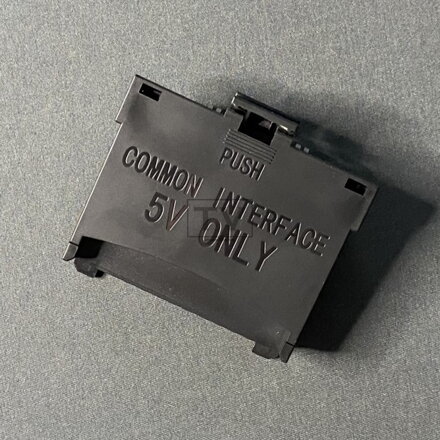 PUSH
COMMON INTERFACE
5V ONLY